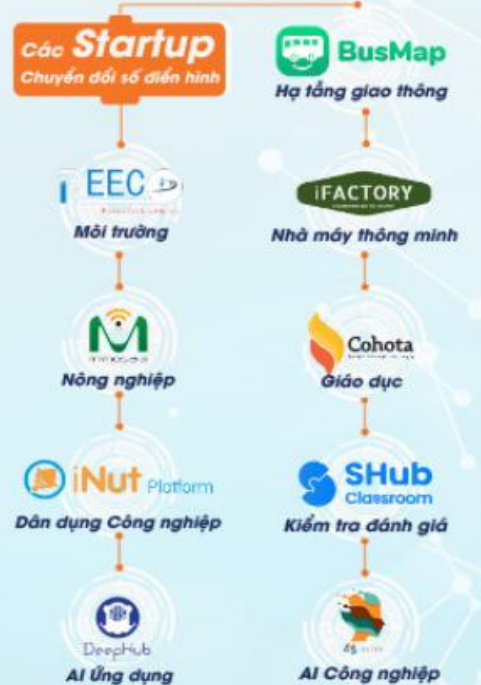 Các Startup
Chuyển đổi số điển hình
EEC
Môi trường
Nông nghiệp
iNut Platform
Dân dụng Công nghiệp
DeepHub
AI Ứng dụng
BusMap
Hạ tầng giao thông
iFACTORY
Nhà máy thông minh
Cohota
Giáo dục
SHub
Classroom
Kiểm tra đánh giá
AI Công nghiệp